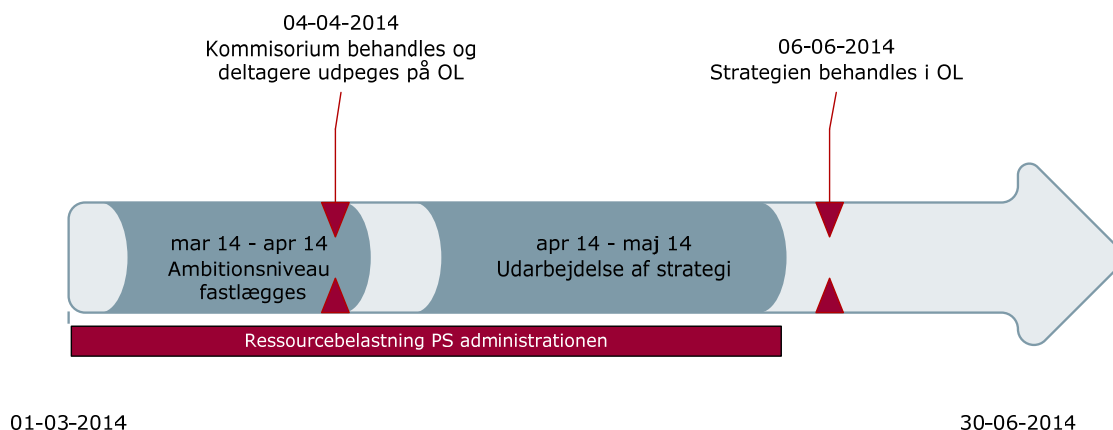 04-04-2014
Kommisorium behandles og
deltagere udpeges på OL
06-06-2014
Strategien behandles i OL
mar 14 - apr 14
Ambitionsniveau
fastlægges
apr 14 - maj 14
Udarbejdelse af strategi
Ressourcebelastning PS administrationen
01-03-2014
30-06-2014